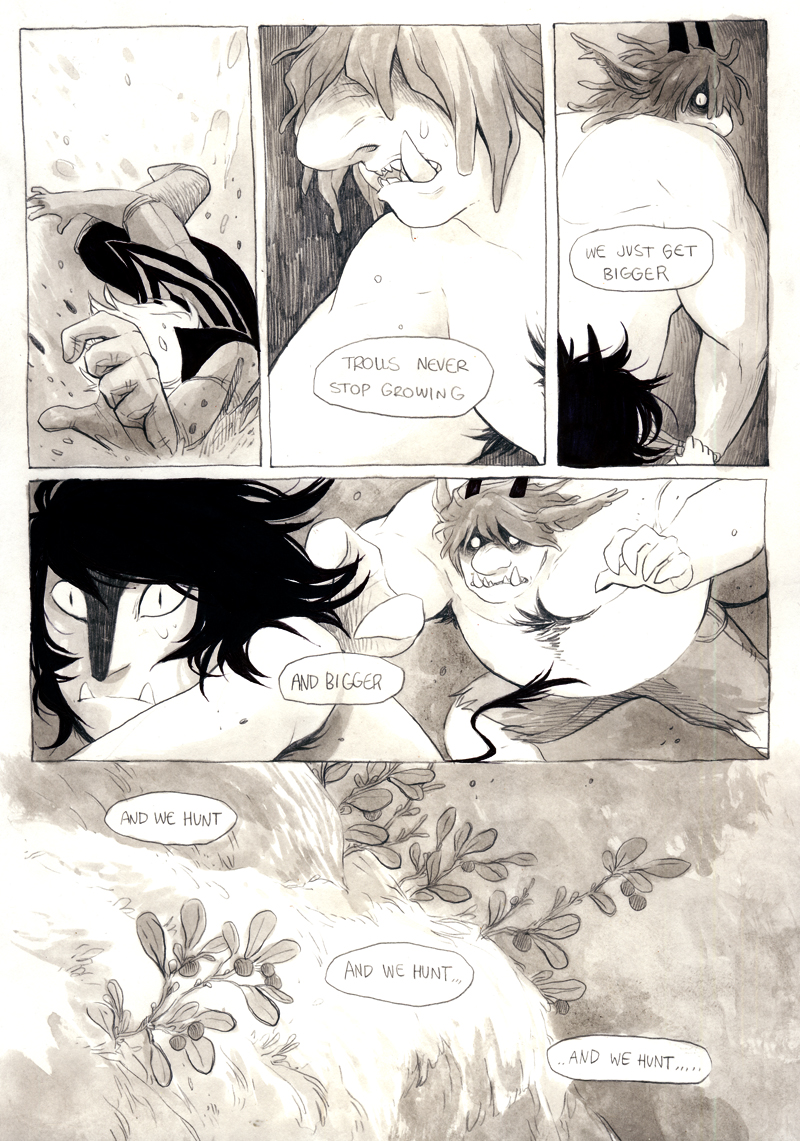 TROLLS NEVER
STOP GROWING
WE JUST GET
BIGGER
AND BIGGER
AND WE HUNT
AND WE HUNT...
..AND WE HUNT.....